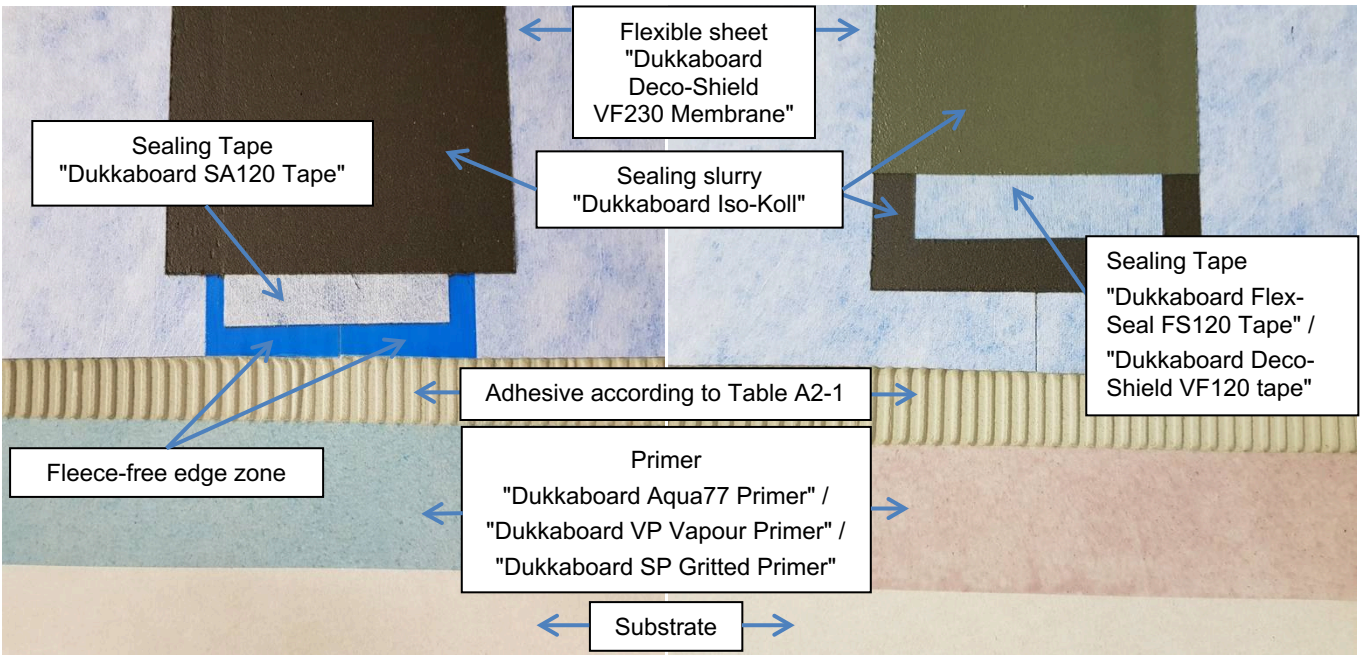 Flexible sheet
"Dukkaboard
Deco-Shield
VF230 Membrane"
Sealing Tape
"Dukkaboard SA120 Tape"
Sealing slurry
"Dukkaboard Iso-Koll"
Sealing Tape
"Dukkaboard Flex-
Seal FS120 Tape" /
"Dukkaboard Deco-
Shield VF120 tape"
Adhesive according to Table A2-1
Fleece-free edge zone
Primer
"Dukkaboard Aqua77 Primer" /
"Dukkaboard VP Vapour Primer" /
"Dukkaboard SP Gritted Primer"
Substrate